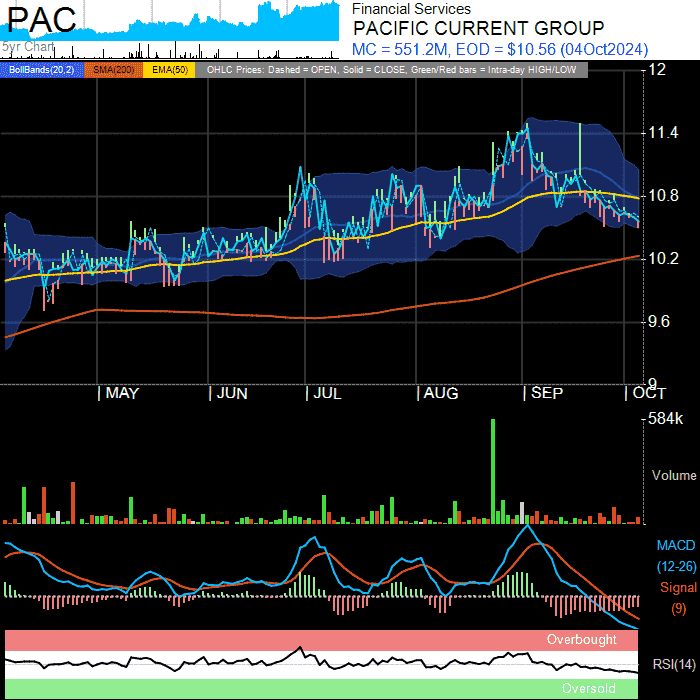 PAC
5yr Chart
Financial Services
PACIFIC CURRENT GROUP
MC = 551.2M, EOD = $10.56 (04Oct2024)
BollBands(20,2) SMA(200) EMA(50) OHLC Prices: Dashed = OPEN, Solid = CLOSE, Green/Red bars = Intra-day HIGH/LOW
12
11.4
10.8
10.2
9.6
9
MAY JUN JUL AUG SEP OCT
584k
Volume
MACD
(12-26)
Signal
(9)
Overbought
RSI(14)
Oversold